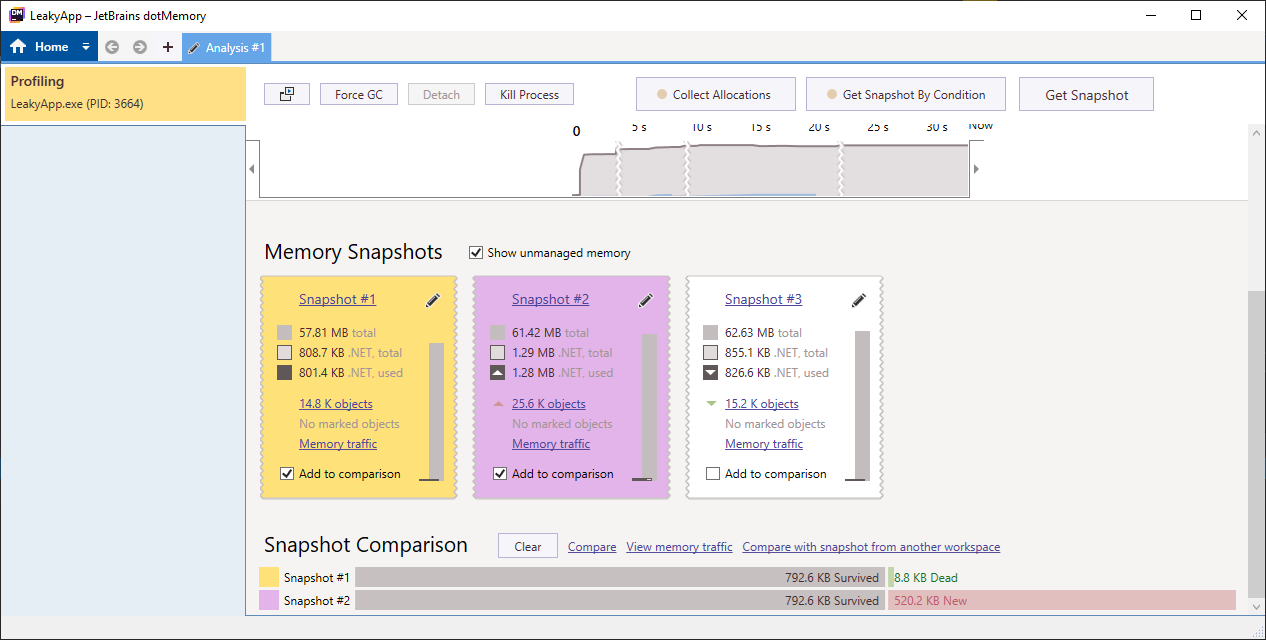 DM LeakyApp – JetBrains dotMemory
Home Analysis #1
Profiling
LeakyApp.exe (PID: 3664)
Force GC Detach Kill Process Collect Allocations Get Snapshot By Condition Get Snapshot
0 5 s 10 s 15 s 20 s 25 s 30 s Now
Memory Snapshots Show unmanaged memory
Snapshot #1
57.81 MB total
808.7 KB .NET, total
801.4 KB .NET, used
14.8 K objects
No marked objects
Memory traffic
Add to comparison
Snapshot #2
61.42 MB total
1.29 MB .NET, total
1.28 MB .NET, used
25.6 K objects
No marked objects
Memory traffic
Add to comparison
Snapshot #3
62.63 MB total
855.1 KB .NET, total
826.6 KB .NET, used
15.2 K objects
No marked objects
Memory traffic
Add to comparison
Snapshot Comparison Clear Compare View memory traffic Compare with snapshot from another workspace
Snapshot #1 792.6 KB Survived 8.8 KB Dead
Snapshot #2 792.6 KB Survived 520.2 KB New